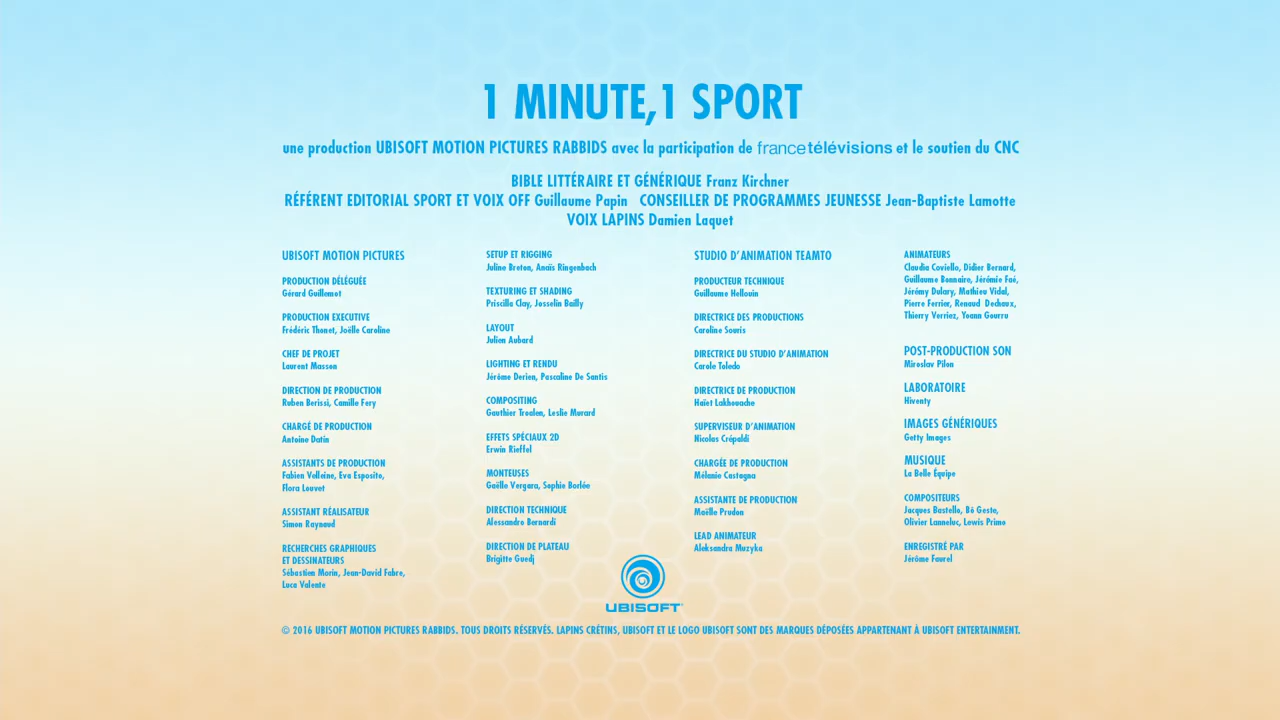 1 MINUTE,1 SPORT
une production UBISOFT MOTION PICTURES RABBIDS avec la participation de francetélévisions et le soutien du CNC
BIBLE LITTÉRAIRE ET GÉNÉRIQUE Franz Kirchner
RÉFÉRENT EDITORIAL SPORT ET VOIX OFF Guillaume Papin CONSEILLER DE PROGRAMMES JEUNESSE Jean-Baptiste Lamotte
VOIX LAPINS Damien Laquet
UBISOFT MOTION PICTURES
PRODUCTION DÉLÉGUÉE
Gérard Guillemot
PRODUCTION EXECUTIVE
Frédéric Thonet, Joëlle Caroline
CHEF DE PROJET
Laurent Masson
DIRECTION DE PRODUCTION
Ruben Berissi, Camille Fery
CHARGÉ DE PRODUCTION
Antoine Datin
ASSISTANTS DE PRODUCTION
Fabien Velleine, Eva Esposito,
Flora Louvet
ASSISTANT RÉALISATEUR
Simon Raynaud
RECHERCHES GRAPHIQUES
ET DESSINATEURS
Sébastien Morin, Jean-David Fabre,
Luca Valente
SETUP ET RIGGING
Juline Breton, Anaïs Ringenbach
TEXTURING ET SHADING
Priscilla Clay, Josselin Bailly
LAYOUT
Julien Aubard
LIGHTING ET RENDU
Jérôme Derien, Pascaline De Santis
COMPOSITING
Gauthier Troalen, Leslie Murard
EFFETS SPÉCIAUX 2D
Erwin Rieffel
MONTEUSES
Gaëlle Vergara, Sophie Borlée
DIRECTION TECHNIQUE
Alessandro Bernardi
DIRECTION DE PLATEAU
Brigitte Guedj
STUDIO D'ANIMATION TEAMTO
PRODUCTEUR TECHNIQUE
Guillaume Hellouin
DIRECTRICE DES PRODUCTIONS
Caroline Souris
DIRECTRICE DU STUDIO D'ANIMATION
Carole Toledo
DIRECTRICE DE PRODUCTION
Haïet Lakhouache
SUPERVISEUR D'ANIMATION
Nicolas Crépaldi
CHARGÉE DE PRODUCTION
Mélanie Castagna
ASSISTANTE DE PRODUCTION
Maëlle Prudon
LEAD ANIMATEUR
Aleksandra Muzyka
ANIMATEURS
Claudia Coviello, Didier Bernard,
Guillaume Bonnaire, Jérémie Faé,
Jérémy Dulary, Mathieu Vidal,
Pierre Ferrier, Renaud Dechaux,
Thierry Verriez, Yoann Gourru
POST-PRODUCTION SON
Miroslav Pilon
LABORATOIRE
Hiventy
IMAGES GÉNÉRIQUES
Getty Images
MUSIQUE
La Belle Équipe
COMPOSITEURS
Jacques Bastello, Bô Geste,
Olivier Lanneluc, Lewis Primo
ENREGISTRÉ PAR
Jérôme Faurel
UBISOFT
© 2016 UBISOFT MOTION PICTURES RABBIDS. TOUS DROITS RÉSERVÉS. LAPINS CRÉTINS, UBISOFT ET LE LOGO UBISOFT SONT DES MARQUES DÉPOSÉES APPARTENANT À UBISOFT ENTERTAINMENT.